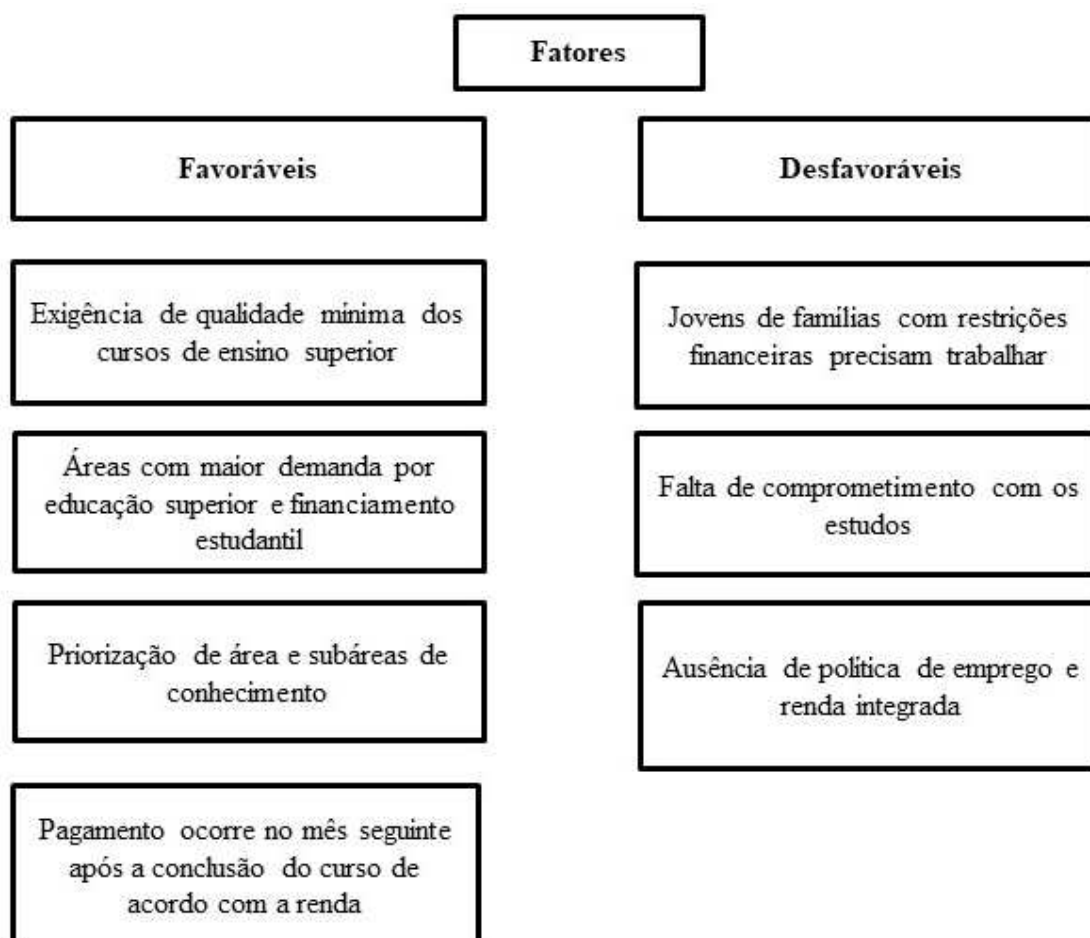 Fatores
Favoráveis
Exigência de qualidade mínima dos
cursos de ensino superior
Áreas com maior demanda por
educação superior e financiamento
estudantil
Priorização de área e subáreas de
conhecimento
Pagamento ocorre no mês seguinte
após a conclusão do curso de
acordo com a renda
Desfavoráveis
Jovens de famílias com restrições
financeiras precisam trabalhar
Falta de comprometimento com os
estudos
Ausência de política de emprego e
renda integrada